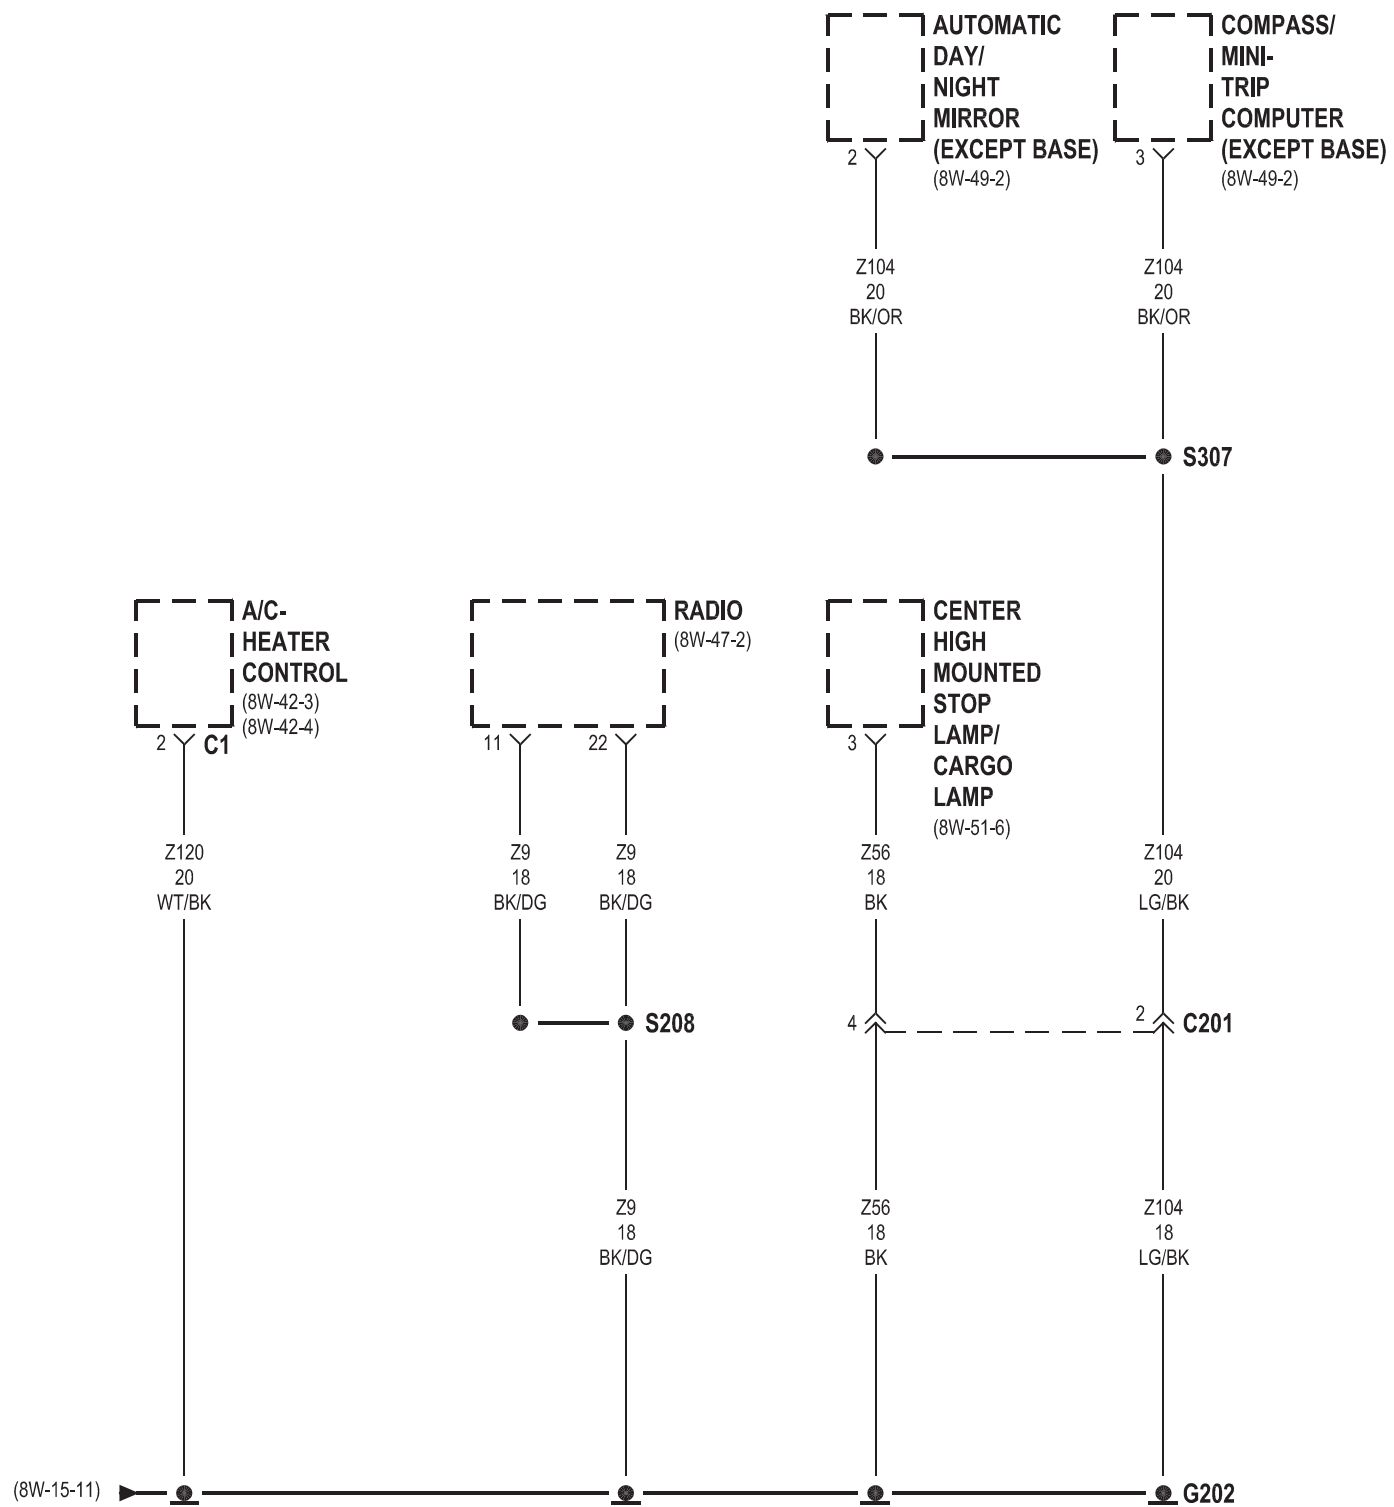 AUTOMATIC
DAY/
NIGHT
MIRROR
(EXCEPT BASE)
(8W-49-2)
2
COMPASS/
MINI-
TRIP
COMPUTER
(EXCEPT BASE)
(8W-49-2)
3
Z104
20
BK/OR
Z104
20
BK/OR
S307
A/C-
HEATER
CONTROL
(8W-42-3)
(8W-42-4)
2
C1
RADIO
(8W-47-2)
11
22
CENTER
HIGH
MOUNTED
STOP
LAMP/
CARGO
LAMP
(8W-51-6)
3
Z120
20
WT/BK
Z9
18
BK/DG
Z9
18
BK/DG
Z56
18
BK
Z104
20
LG/BK
S208
4
2
C201
Z9
18
BK/DG
Z56
18
BK
Z104
18
LG/BK
(8W-15-11)
G202